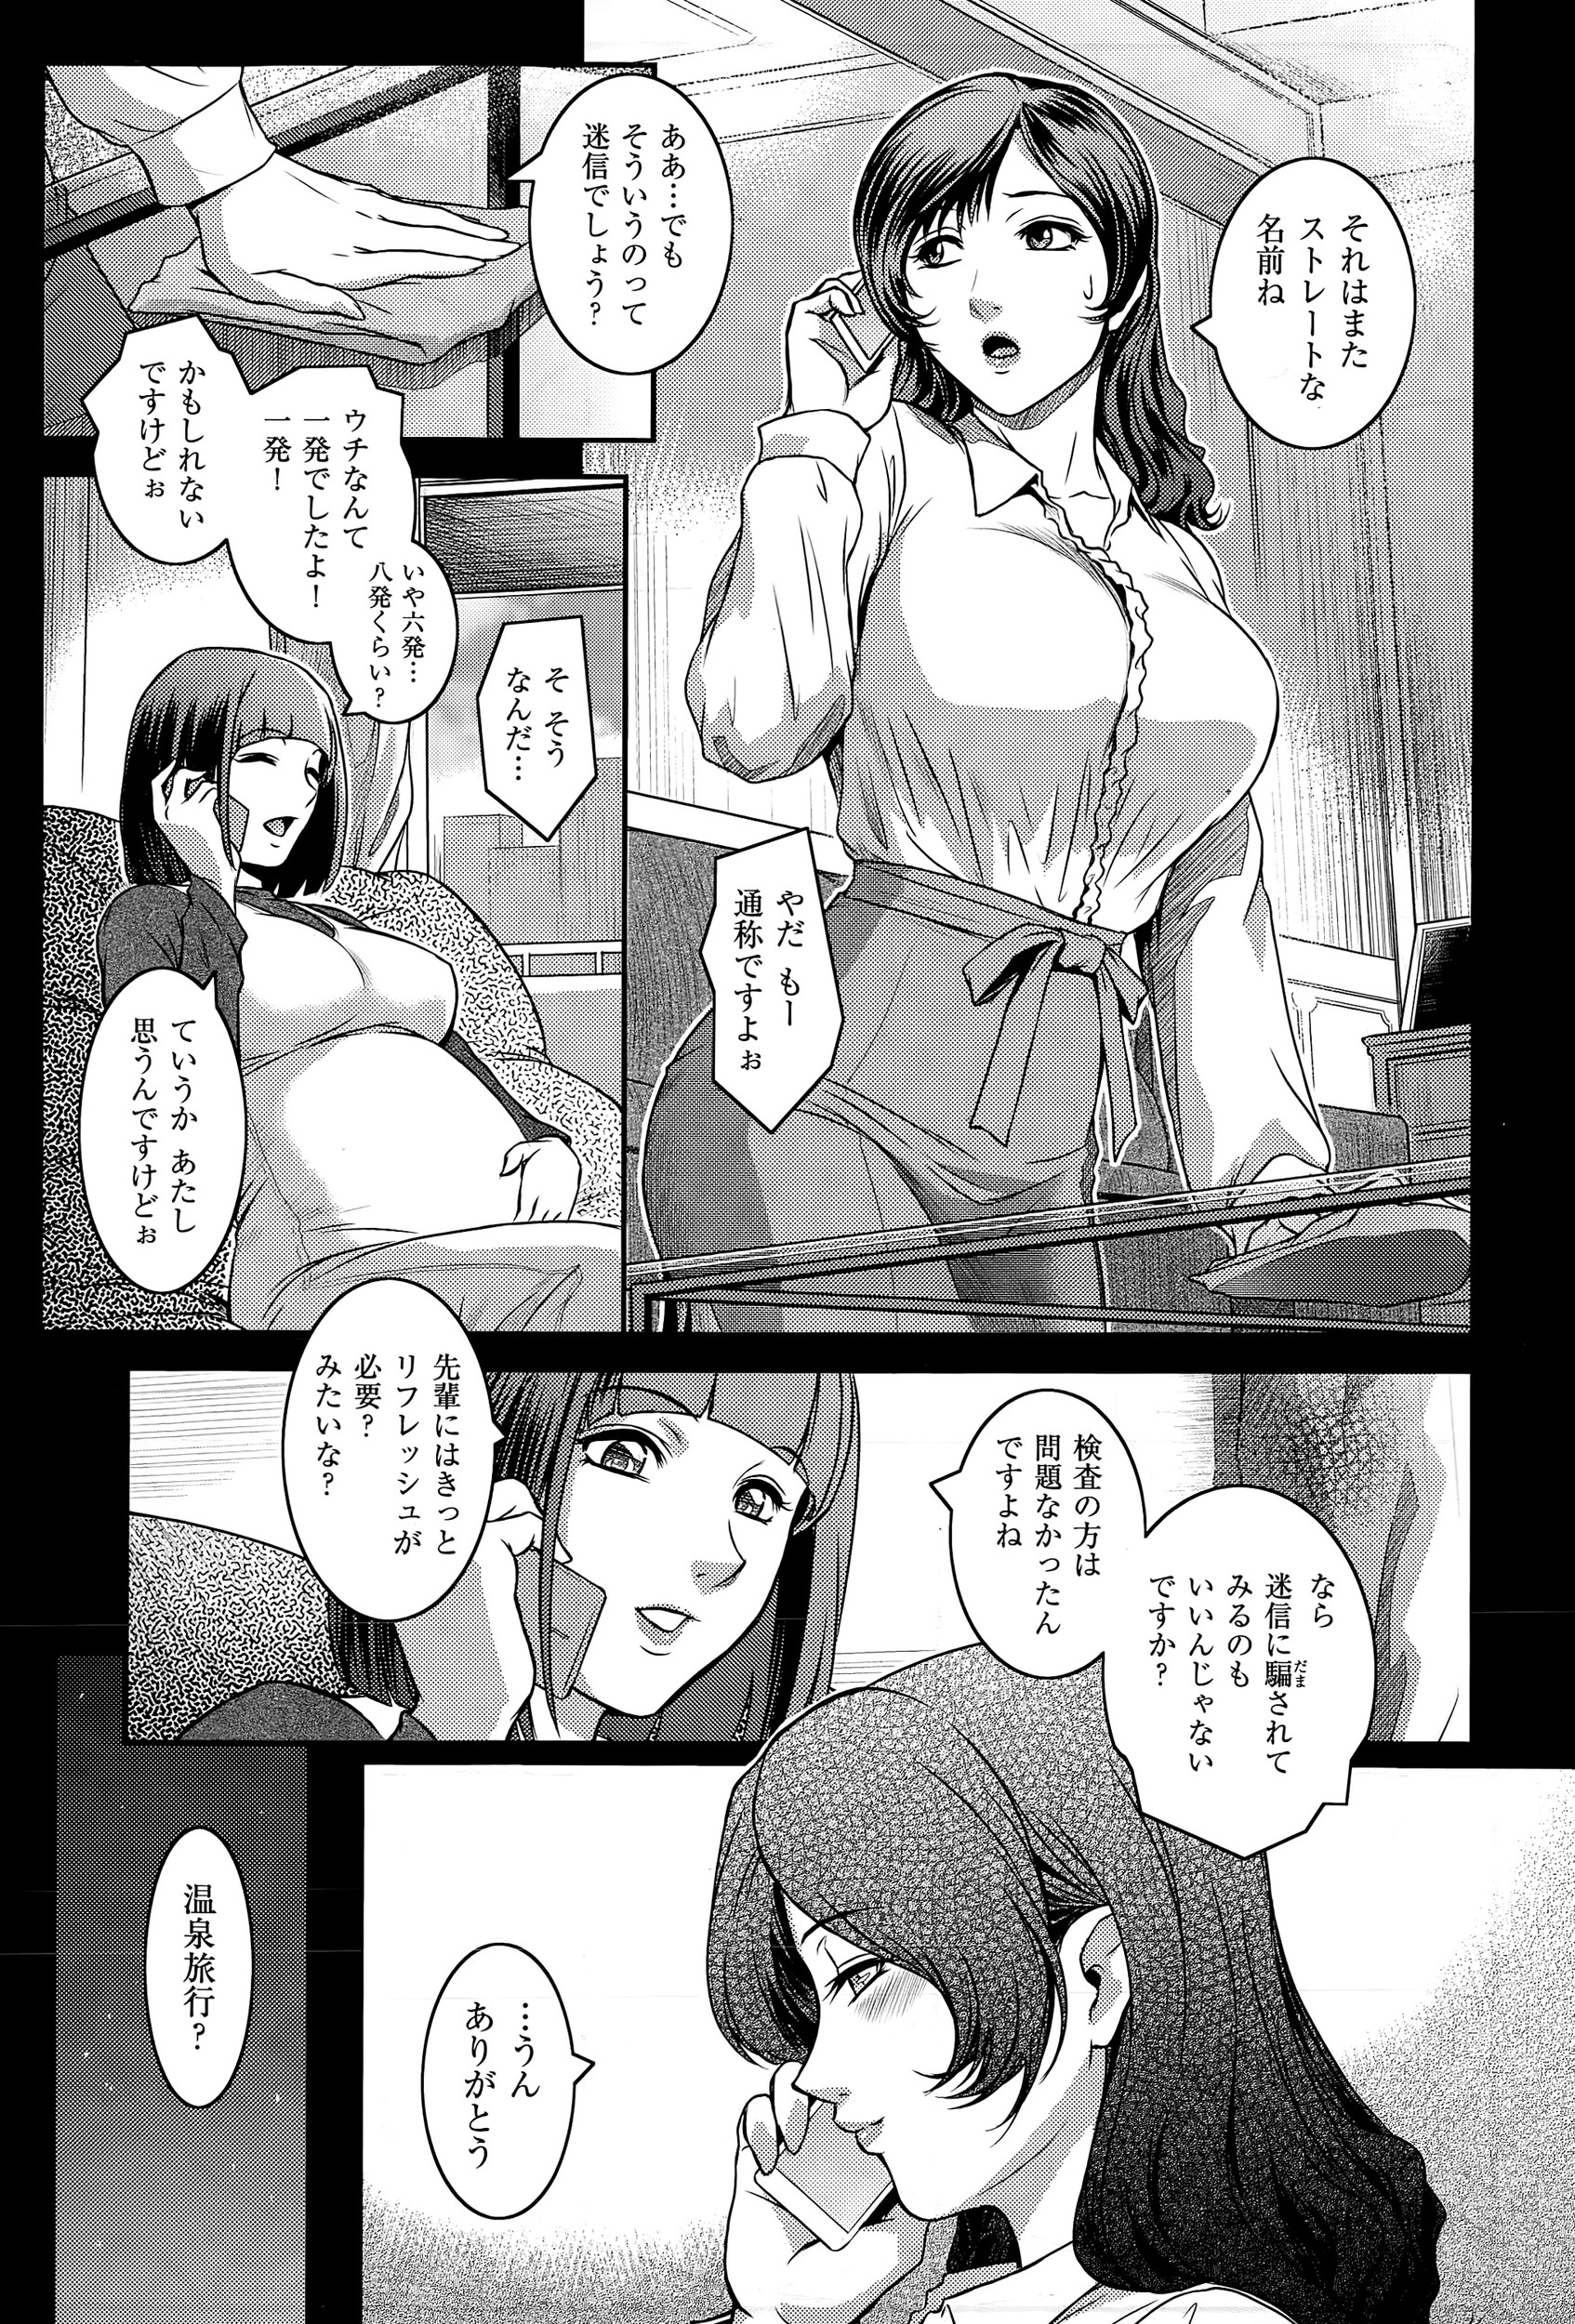 それはまた
ストレートな
名前ね
やだ もー
通称ですよぉ
ああ…でも
そういうのって
迷信でしょう?
かもしれない
ですけどぉ
ウチなんて
一発でしたよ!
一発!
いや六発…
八発くらい?
そ そう
なんだ…
ていうか あたし
思うんですけどぉ
検査の方は
問題なかったん
ですよね
なら
迷信に騙されて
だま
みるのも
いいんじゃない
ですか?
先輩にはきっと
リフレッシュが
必要?
みたいな?
…うん
ありがとう
温泉旅行?